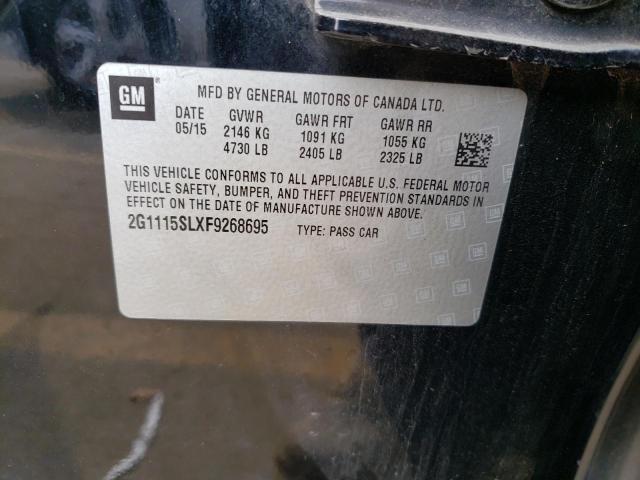 GM
MFD BY GENERAL MOTORS OF CANADA LTD.
DATE GVWR GAWR FRT GAWR RR
05/15 2146 KG 1091 KG 1055 KG
4730 LB 2405 LB 2325 LB
THIS VEHICLE CONFORMS TO ALL APPLICABLE U.S. FEDERAL MOTOR
VEHICLE SAFETY, BUMPER, AND THEFT PREVENTION STANDARDS IN
EFFECT ON THE DATE OF MANUFACTURE SHOWN ABOVE.
2G1115SLXF9268695 TYPE: PASS CAR